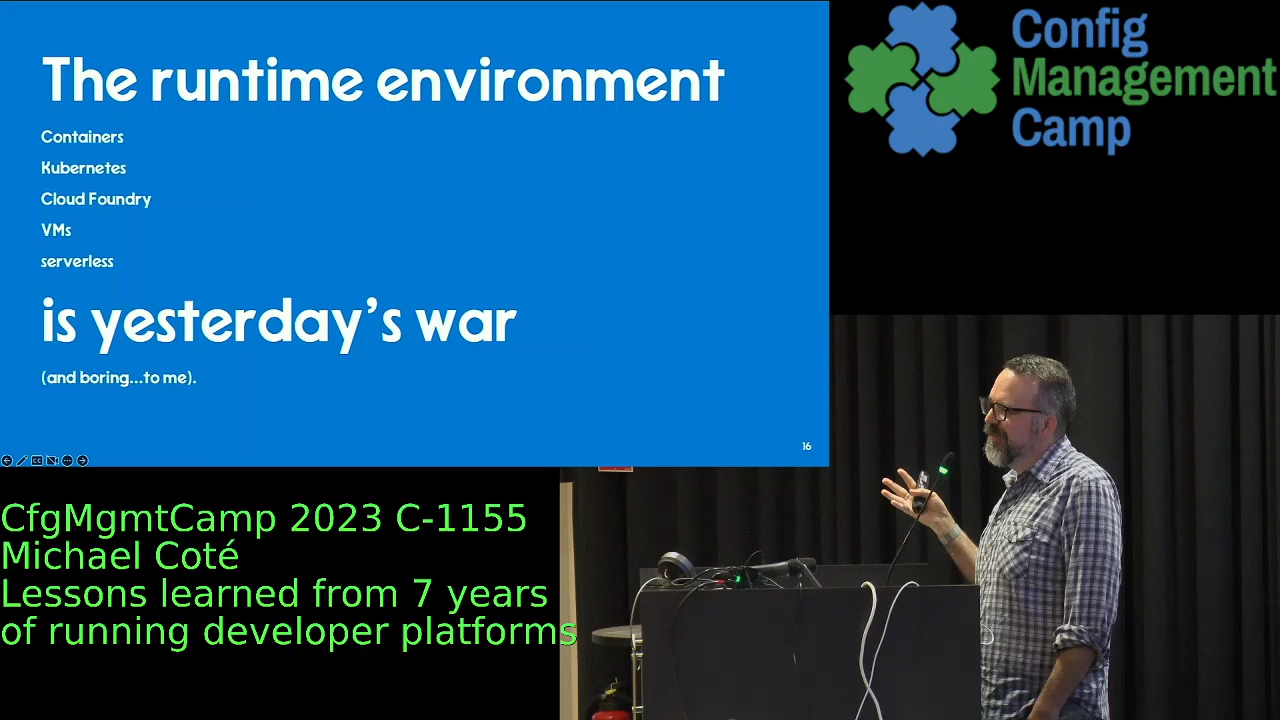 The runtime environment
Containers
Kubernetes
Cloud Foundry
VMs
serverless
is yesterday's war
(and boring...to me).
16
Config
Management
Camp
CfgMgmtCamp 2023 C-1155
Michael Coté
Lessons learned from 7 years
of running developer platforms